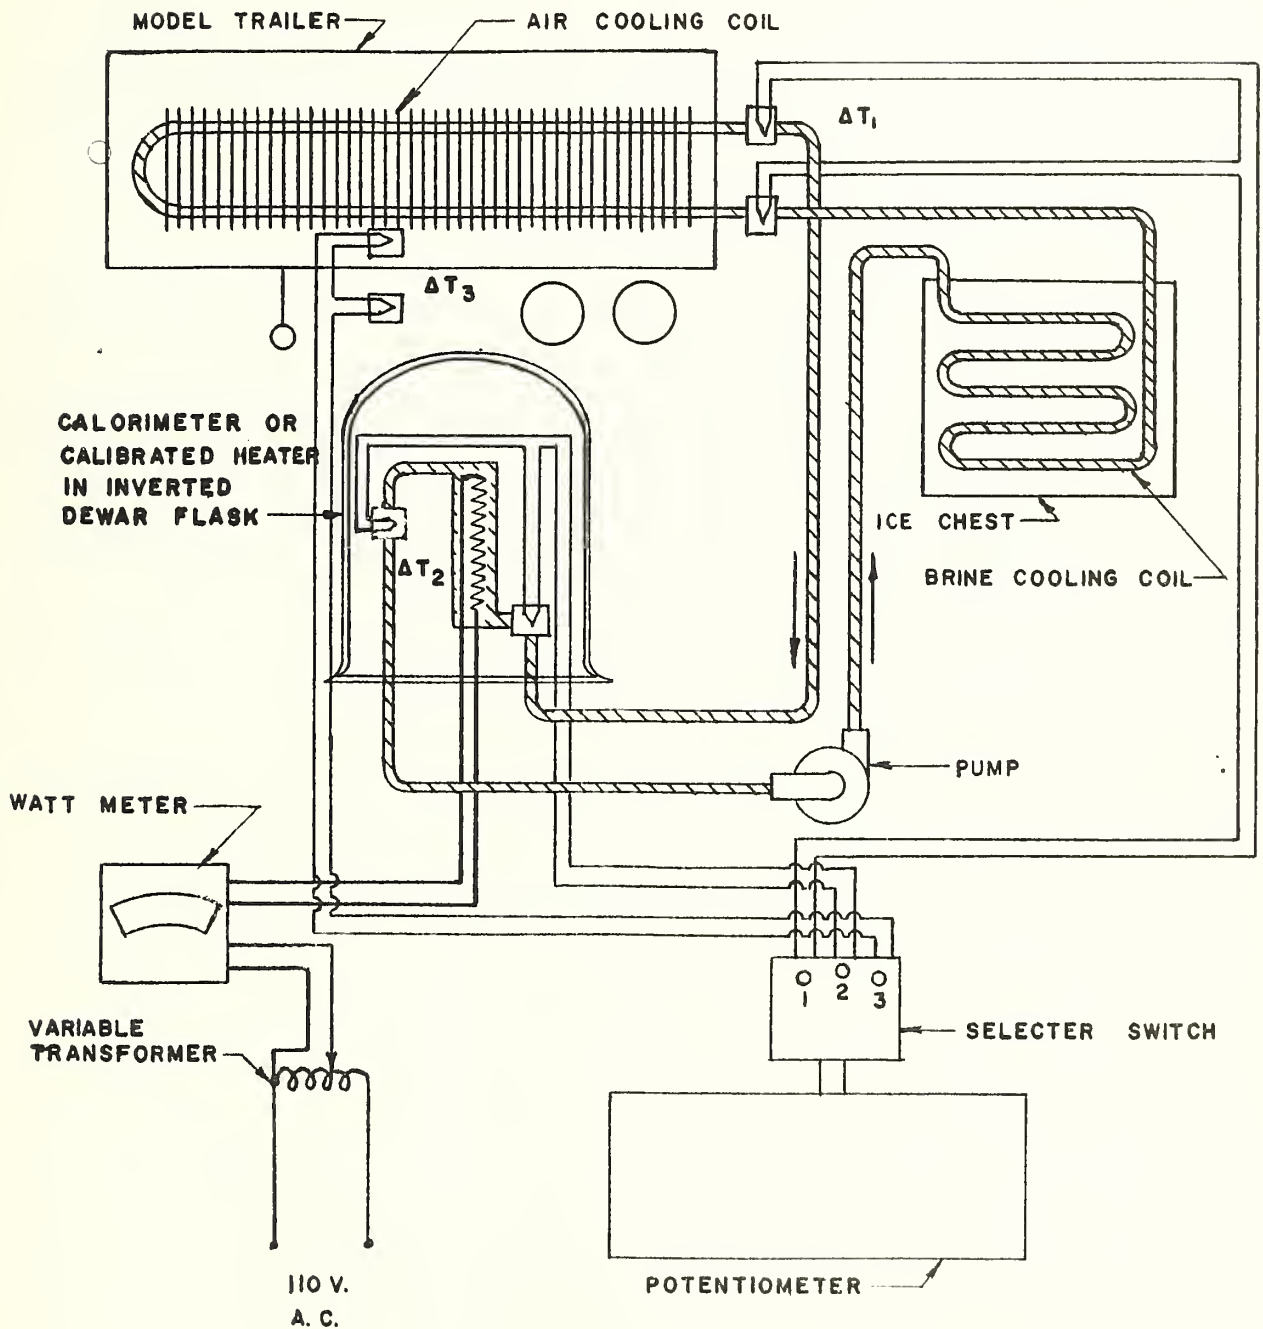 MODEL TRAILER
AIR COOLING COIL
ΔT₁
ΔT₃
CALORIMETER OR
CALIBRATED HEATER
IN INVERTED
DEWAR FLASK
ΔT₂
ICE CHEST
BRINE COOLING COIL
PUMP
WATT METER
1 2 3
SELECTER SWITCH
VARIABLE
TRANSFORMER
POTENTIOMETER
110 V.
A. C.